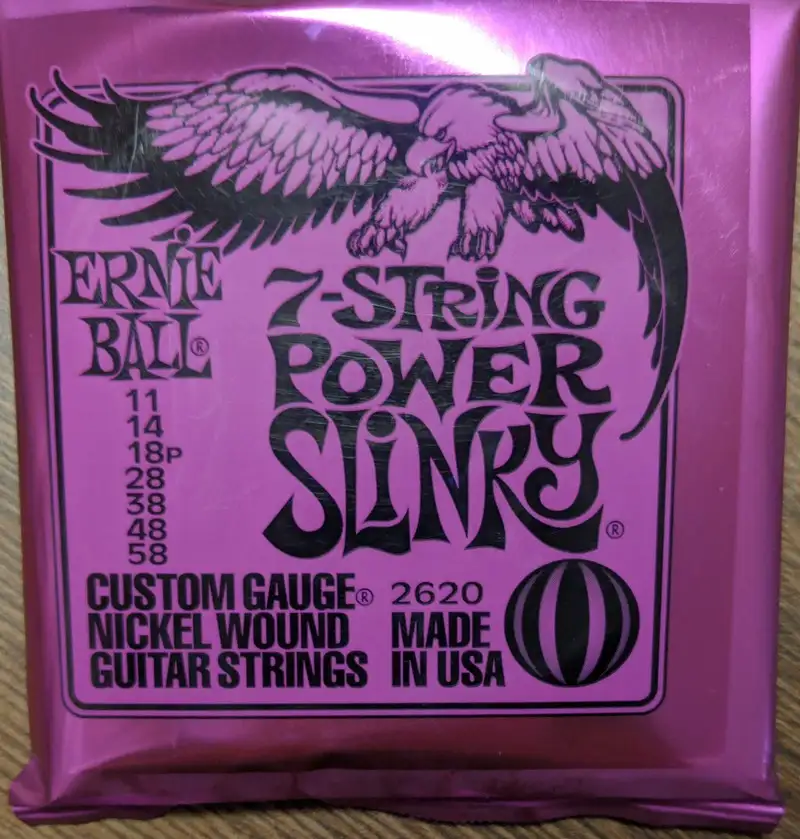 ERNiE
BALL®
7-STRiNG
POWER
SLiNKY®
11
14
18P
28
38
48
58
CUSTOM GAUGE®
NICKEL WOUND
GUITAR STRINGS
2620
MADE
IN USA